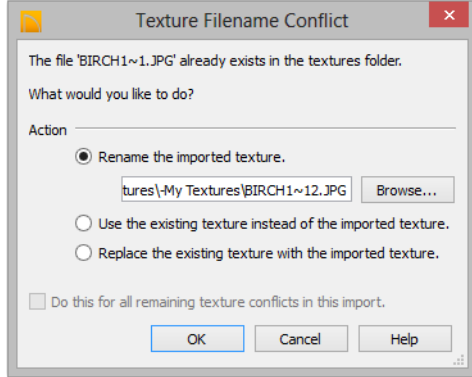 Texture Filename Conflict
The file 'BIRCH1~1.JPG' already exists in the textures folder.
What would you like to do?
Action
Rename the imported texture.
tures\-My Textures\BIRCH1~12.JPG Browse...
Use the existing texture instead of the imported texture.
Replace the existing texture with the imported texture.
Do this for all remaining texture conflicts in this import.
OK Cancel Help